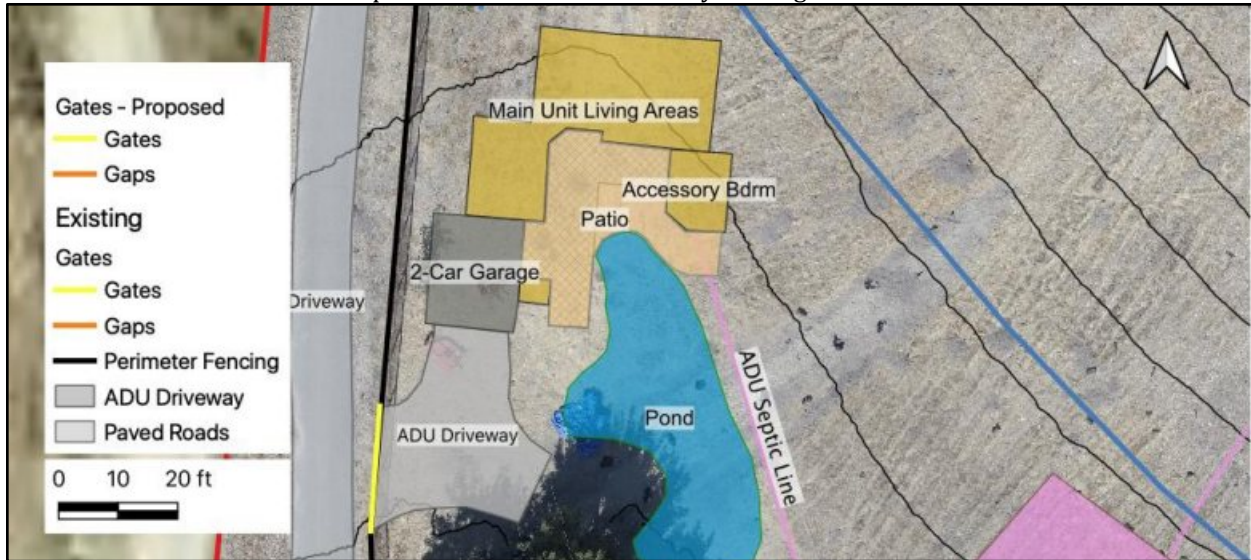 Gates - Proposed
Gates
Gaps
Existing
Gates
Gates
Gaps
Perimeter Fencing
ADU Driveway
Paved Roads
0 10 20 ft
Driveway
Main Unit Living Areas
Accessory Bdrm
Patio
2-Car Garage
ADU Driveway
Pond
ADU Septic Line